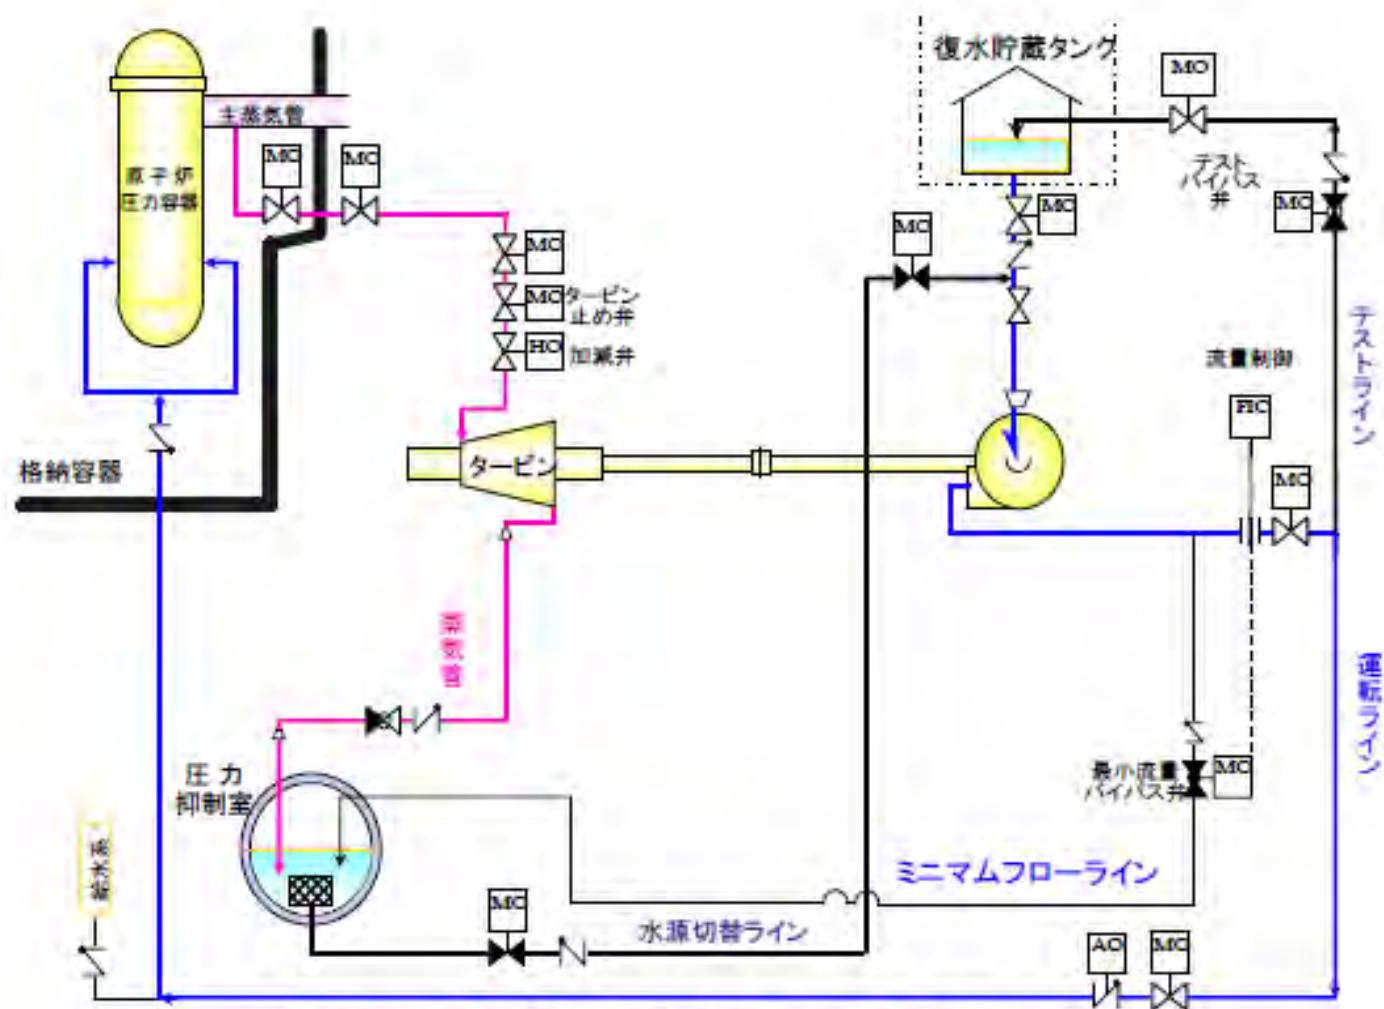 復水貯蔵タンク
MO
主蒸気管
MO
MO
原子炉
圧力容器
テスト
バイパス
弁
MO
MO
MO
MO
MO
タービン
止め弁
HO
加減弁
テストライン
流量制御
FIC
格納容器
タービン
MO
運転ライン
圧力
抑制室
最小流量
バイパス弁
MO
給水系
ミニマムフローライン
MO
水源切替ライン
AO
MO